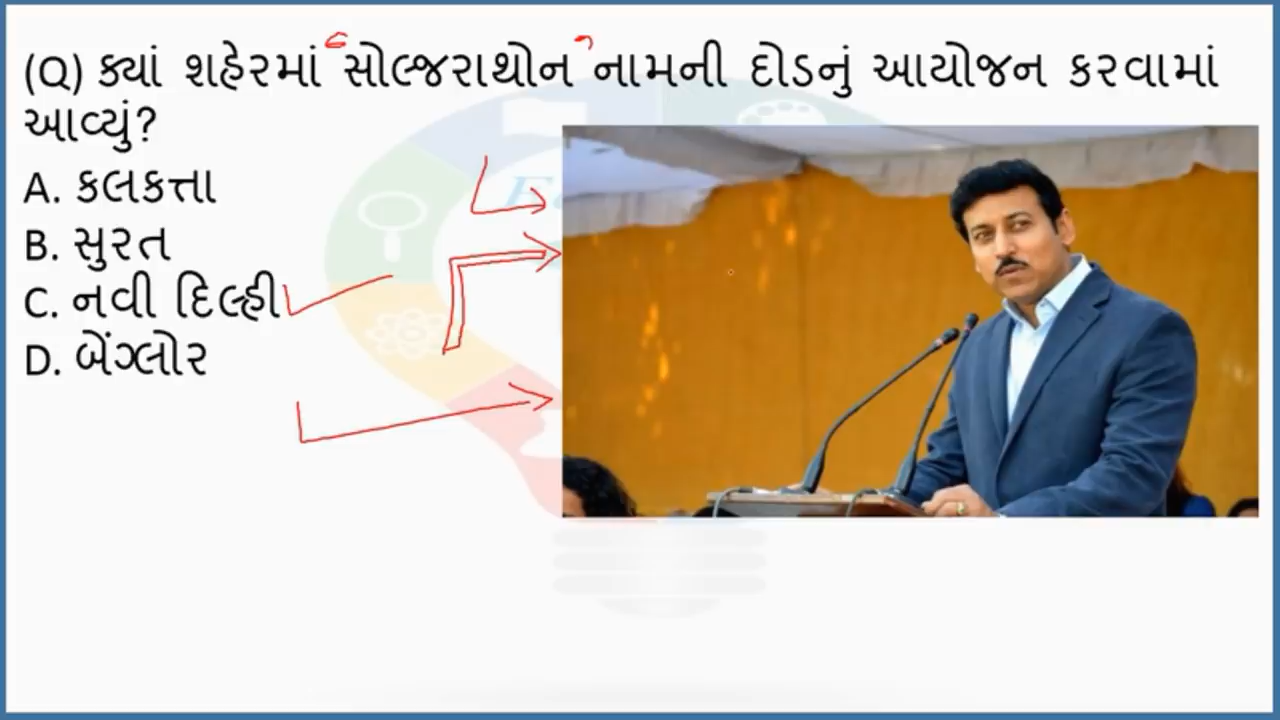 (Q) ક્યાં શહેરમાં સોલ્જરાથોન નામની દોડનું આયોજન કરવામાં
આવ્યું?
A. કલકત્તા
B. સુરત
C. નવી દિલ્હી
D. બેંગ્લોર